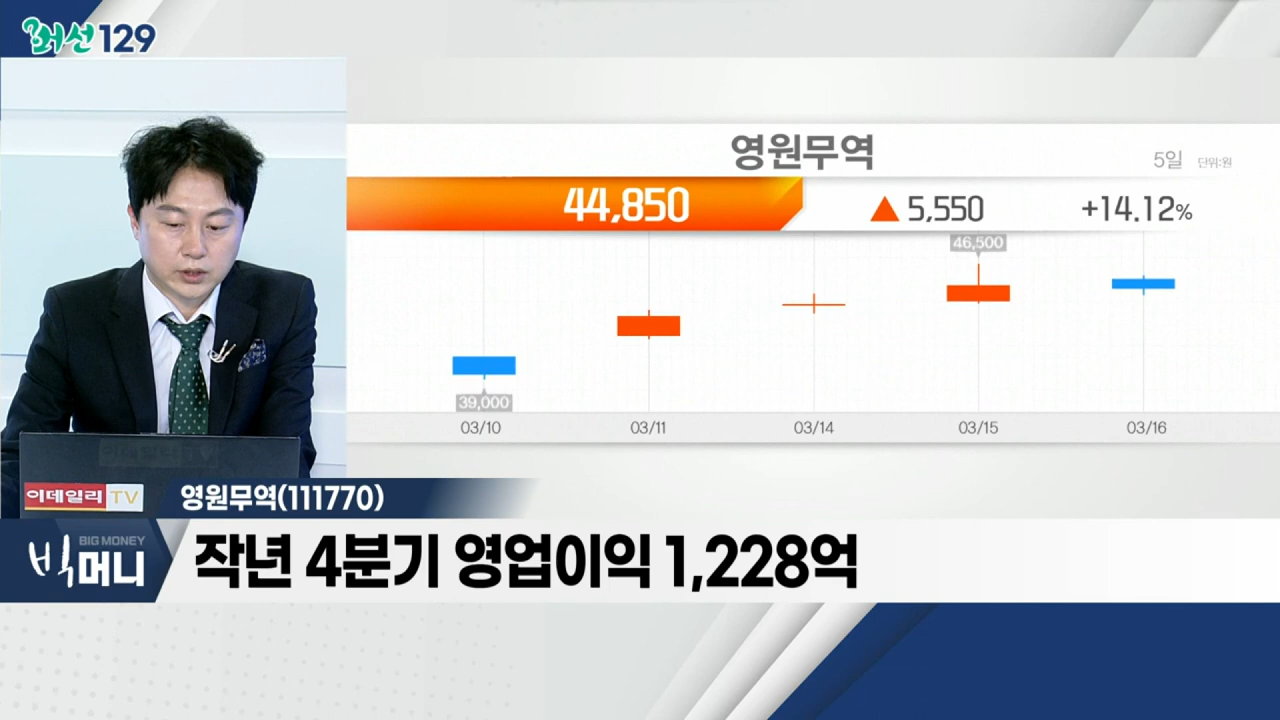 머선129
영원무역
5일 단위:원
44,850 ▲5,550 +14.12%
46,500
39,000
03/10 03/11 03/14 03/15 03/16
이데일리TV
영원무역(111770)
BIG MONEY
빅머니
작년 4분기 영업이익 1,228억